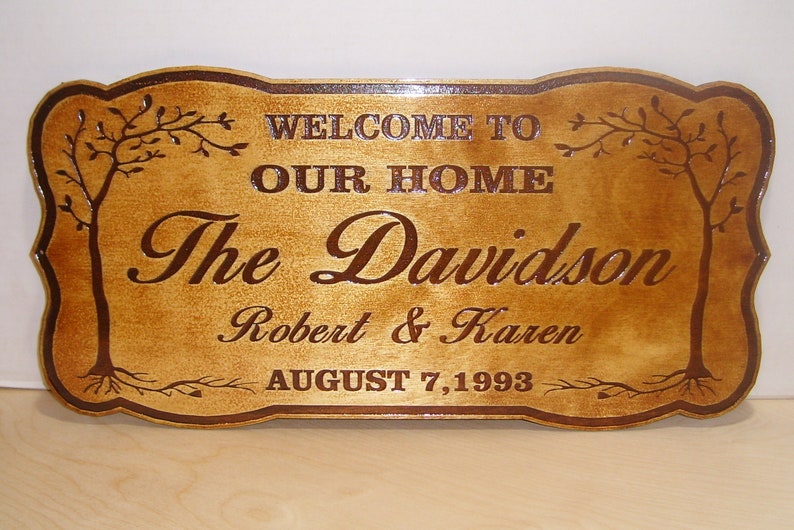 WELCOME TO
OUR HOME
The Davidson
Robert & Karen
AUGUST 7,1993